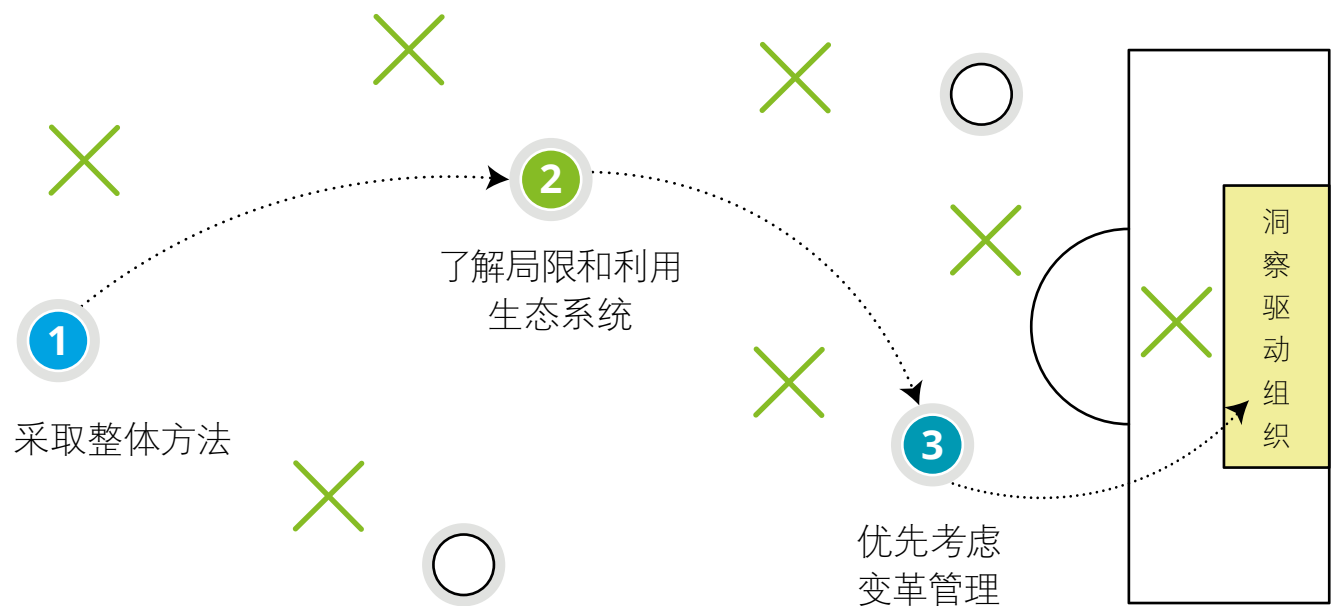 1
采取整体方法
2
了解局限和利用
生态系统
3
优先考虑
变革管理
洞察驱动组织